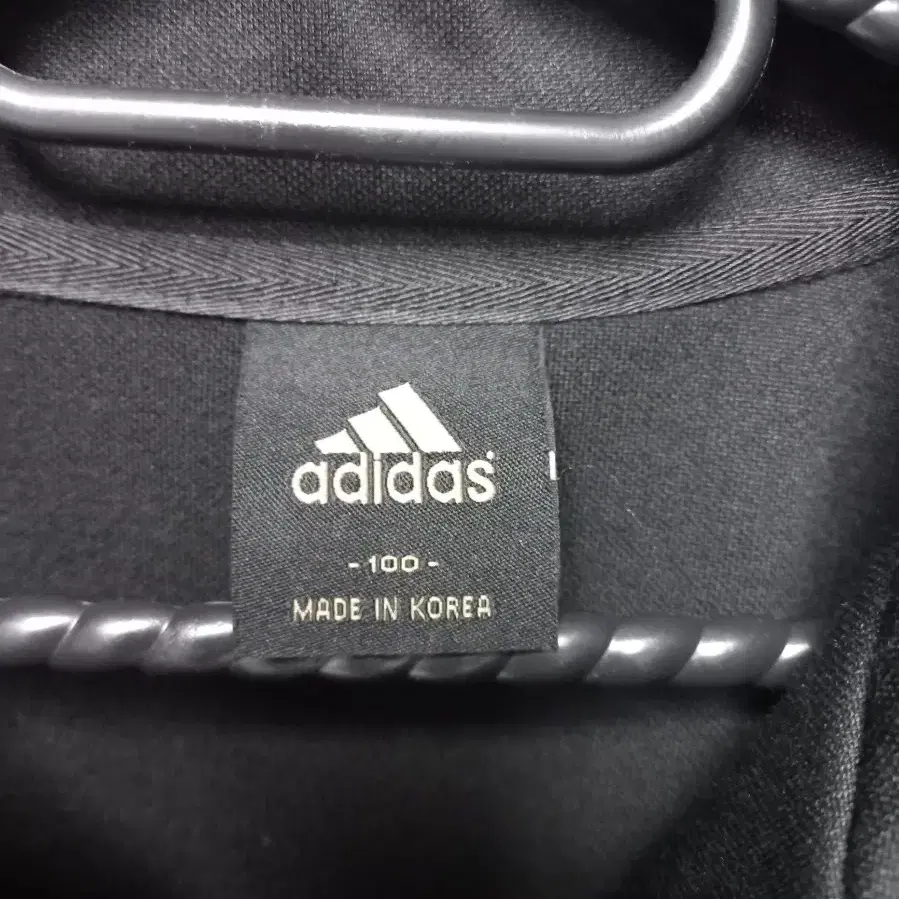 adidas
- 100 -
MADE IN KOREA